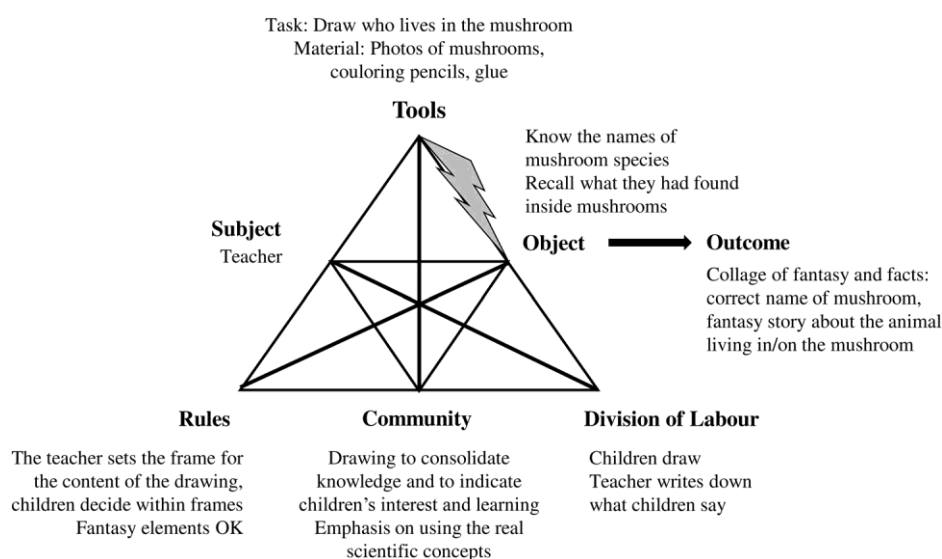 Task: Draw who lives in the mushroom
Material: Photos of mushrooms,
couloring pencils, glue
Tools
Know the names of
mushroom species
Recall what they had found
inside mushrooms
Subject
Teacher
Object
Outcome
Collage of fantasy and facts:
correct name of mushroom,
fantasy story about the animal
living in/on the mushroom
Rules
The teacher sets the frame for
the content of the drawing,
children decide within frames
Fantasy elements OK
Community
Drawing to consolidate
knowledge and to indicate
children's interest and learning
Emphasis on using the real
scientific concepts
Division of Labour
Children draw
Teacher writes down
what children say